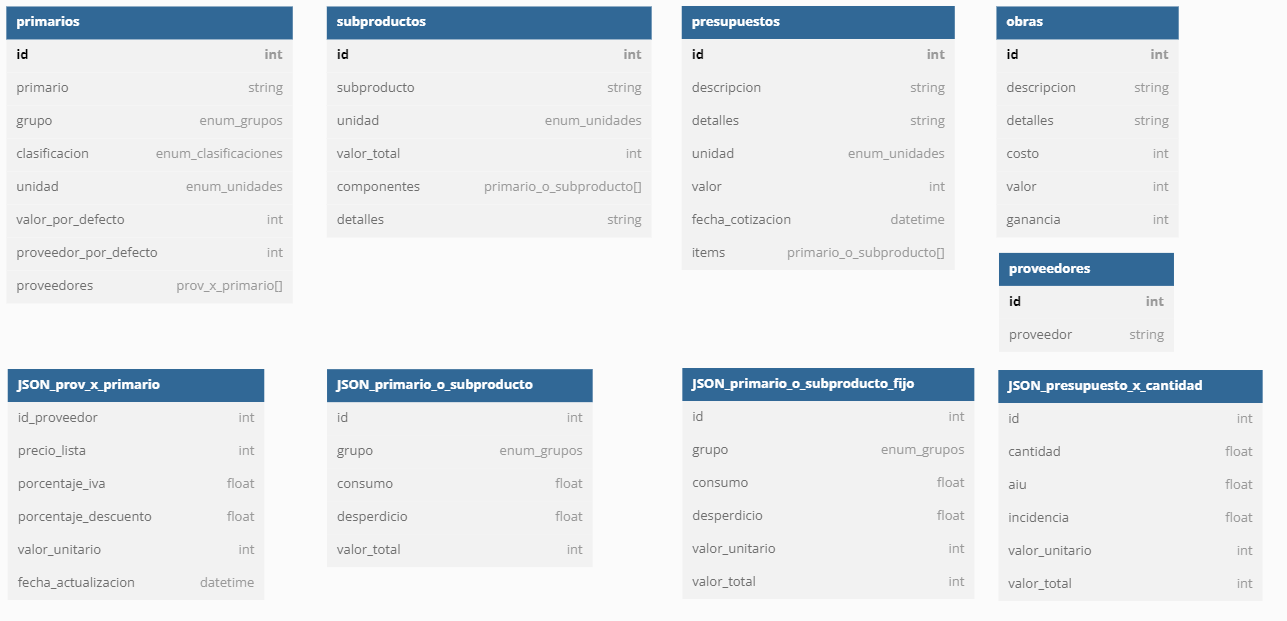 primarios
id int
primario string
grupo enum_grupos
clasificacion enum_clasificaciones
unidad enum_unidades
valor_por_defecto int
proveedor_por_defecto int
proveedores prov_x_primario[]
subproductos
id int
subproducto string
unidad enum_unidades
valor_total int
componentes primario_o_subproducto[]
detalles string
presupuestos
id int
descripcion string
detalles string
unidad enum_unidades
valor int
fecha_cotizacion datetime
items primario_o_subproducto[]
obras
id int
descripcion string
detalles string
costo int
valor int
ganancia int
proveedores
id int
proveedor string
JSON_prov_x_primario
id_proveedor int
precio_lista int
porcentaje_iva float
porcentaje_descuento float
valor_unitario int
fecha_actualizacion datetime
JSON_primario_o_subproducto
id int
grupo enum_grupos
consumo float
desperdicio float
valor_total int
JSON_primario_o_subproducto_fijo
id int
grupo enum_grupos
consumo float
desperdicio float
valor_unitario int
valor_total int
JSON_presupuesto_x_cantidad
id int
cantidad float
aiu float
incidencia float
valor_unitario int
valor_total int